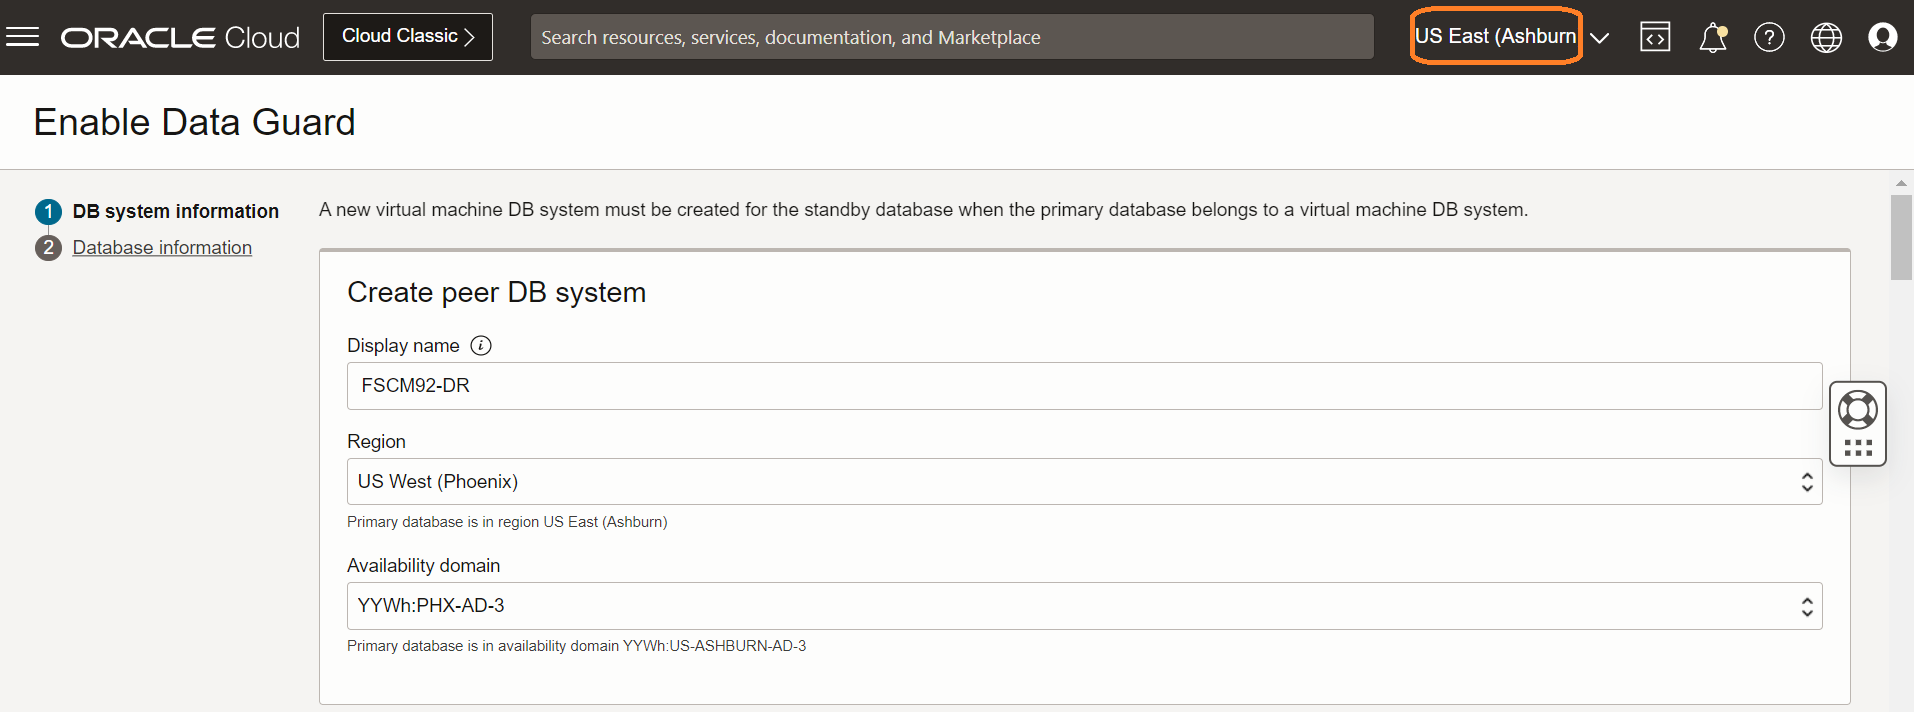 ORACLE Cloud
Cloud Classic
Search resources, services, documentation, and Marketplace
US East (Ashburn
Enable Data Guard
1 DB system information
2 Database information
A new virtual machine DB system must be created for the standby database when the primary database belongs to a virtual machine DB system.
Create peer DB system
Display name
FSCM92-DR
Region
US West (Phoenix)
Primary database is in region US East (Ashburn)
Availability domain
YYWh:PHX-AD-3
Primary database is in availability domain YYWh:US-ASHBURN-AD-3